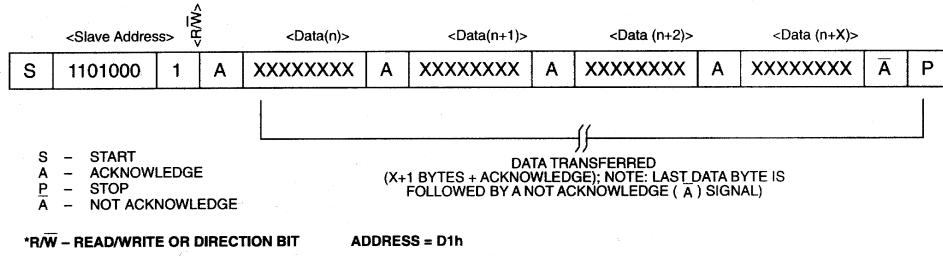 <Slave Address> <R/W̅> <Data(n)> <Data(n+1)> <Data (n+2)> <Data (n+X)>
S 1101000 1 A XXXXXXXX A XXXXXXXX A XXXXXXXX A XXXXXXXX A̅ P
S – START
A – ACKNOWLEDGE
P – STOP
A̅ – NOT ACKNOWLEDGE
DATA TRANSFERRED
(X+1 BYTES + ACKNOWLEDGE); NOTE: LAST DATA BYTE IS
FOLLOWED BY A NOT ACKNOWLEDGE ( A̅ ) SIGNAL)
*R/W̅ – READ/WRITE OR DIRECTION BIT ADDRESS = D1h